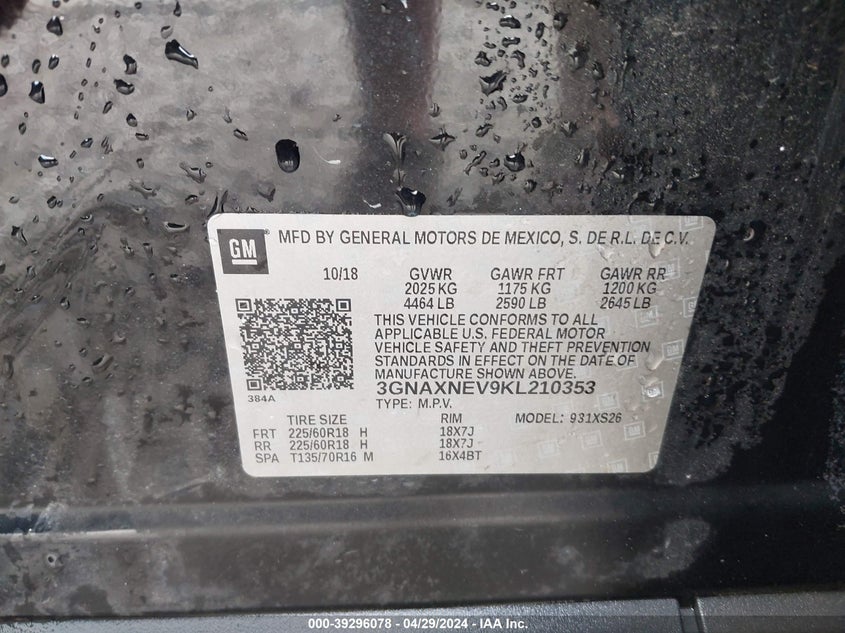 GM MFD BY GENERAL MOTORS DE MEXICO, S. DE R.L. DE C.V.
10/18 GVWR GAWR FRT GAWR RR
2025 KG 1175 KG 1200 KG
4464 LB 2590 LB 2645 LB
THIS VEHICLE CONFORMS TO ALL
APPLICABLE U.S. FEDERAL MOTOR
VEHICLE SAFETY AND THEFT PREVENTION
STANDARDS IN EFFECT ON THE DATE OF
MANUFACTURE SHOWN ABOVE.
3GNAXNEV9KL210353
384A TYPE: M.P.V.
TIRE SIZE RIM MODEL: 931XS26
FRT 225/60R18 H 18X7J
RR 225/60R18 H 18X7J
SPA T135/70R16 M 16X4BT
000-39296078 - 04/29/2024 - IAA Inc.